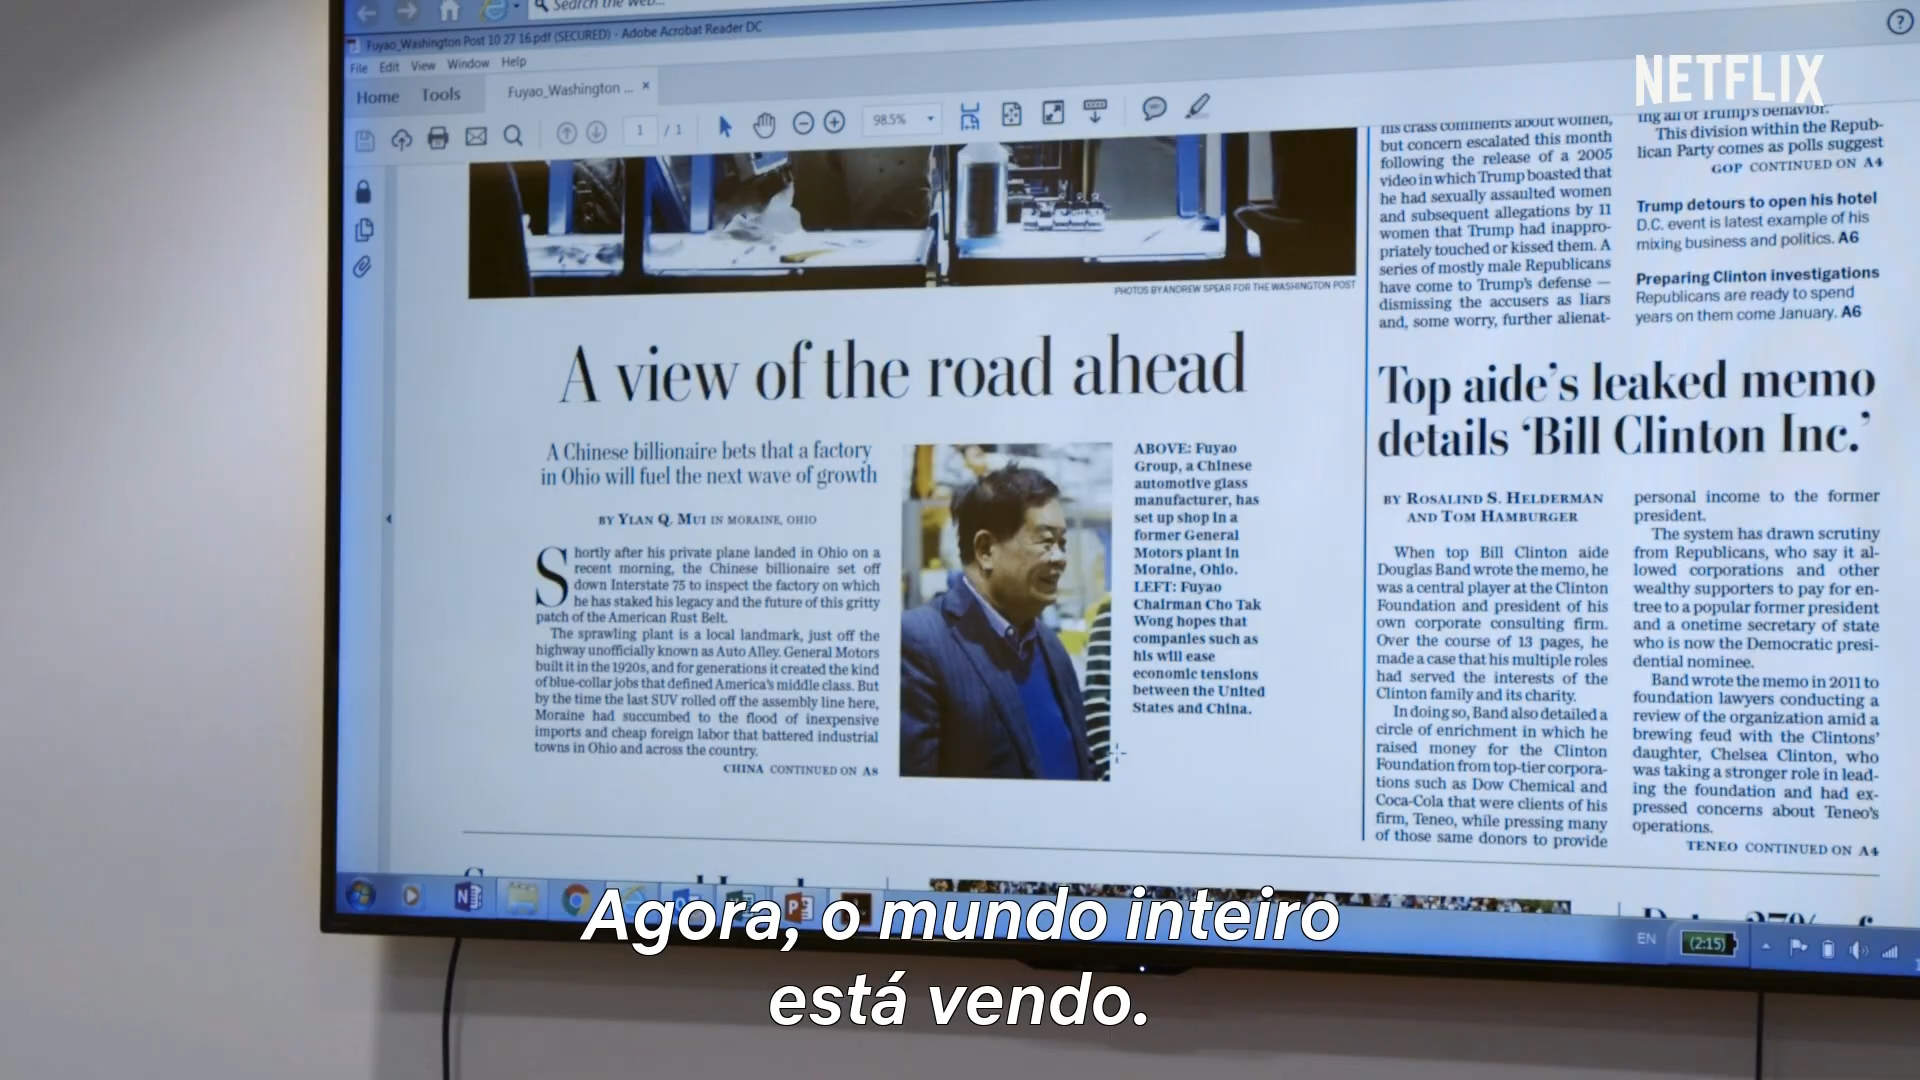 Search the web...
Fuyao_Washington Post 10 27 16.pdf (SECURED) - Adobe Acrobat Reader DC
File Edit View Window Help
Home Tools Fuyao_Washington ... ×
1 / 1 98.5%
NETFLIX
PHOTOS BY ANDREW SPEAR FOR THE WASHINGTON POST
A view of the road ahead
A Chinese billionaire bets that a factory
in Ohio will fuel the next wave of growth
BY YLAN Q. MUI IN MORAINE, OHIO
Shortly after his private plane landed in Ohio on a
recent morning, the Chinese billionaire set off
down Interstate 75 to inspect the factory on which
he has staked his legacy and the future of this gritty
patch of the American Rust Belt.
The sprawling plant is a local landmark, just off the
highway unofficially known as Auto Alley. General Motors
built it in the 1920s, and for generations it created the kind
of blue-collar jobs that defined America's middle class. But
by the time the last SUV rolled off the assembly line here,
Moraine had succumbed to the flood of inexpensive
imports and cheap foreign labor that battered industrial
towns in Ohio and across the country.
CHINA CONTINUED ON A8
ABOVE: Fuyao
Group, a Chinese
automotive glass
manufacturer, has
set up shop in a
former General
Motors plant in
Moraine, Ohio.
LEFT: Fuyao
Chairman Cho Tak
Wong hopes that
companies such as
his will ease
economic tensions
between the United
States and China.
his crass comments about women,
but concern escalated this month
following the release of a 2005
video in which Trump boasted that
he had sexually assaulted women
and subsequent allegations by 11
women that Trump had inappro-
priately touched or kissed them. A
series of mostly male Republicans
have come to Trump's defense —
dismissing the accusers as liars
and, some worry, further alienat-
ing all of Trump's behavior.
This division within the Repub-
lican Party comes as polls suggest
GOP CONTINUED ON A4
Trump detours to open his hotel
D.C. event is latest example of his
mixing business and politics. A6
Preparing Clinton investigations
Republicans are ready to spend
years on them come January. A6
Top aide's leaked memo
details ‘Bill Clinton Inc.’
BY ROSALIND S. HELDERMAN
AND TOM HAMBURGER
When top Bill Clinton aide
Douglas Band wrote the memo, he
was a central player at the Clinton
Foundation and president of his
own corporate consulting firm.
Over the course of 13 pages, he
made a case that his multiple roles
had served the interests of the
Clinton family and its charity.
In doing so, Band also detailed a
circle of enrichment in which he
raised money for the Clinton
Foundation from top-tier corpora-
tions such as Dow Chemical and
Coca-Cola that were clients of his
firm, Teneo, while pressing many
of those same donors to provide
personal income to the former
president.
The system has drawn scrutiny
from Republicans, who say it al-
lowed corporations and other
wealthy supporters to pay for en-
tree to a popular former president
and a onetime secretary of state
who is now the Democratic presi-
dential nominee.
Band wrote the memo in 2011 to
foundation lawyers conducting a
review of the organization amid a
brewing feud with the Clintons'
daughter, Chelsea Clinton, who
was taking a stronger role in lead-
ing the foundation and had ex-
pressed concerns about Teneo's
operations.
TENEO CONTINUED ON A4
EN (2:15)
Agora, o mundo inteiro
está vendo.